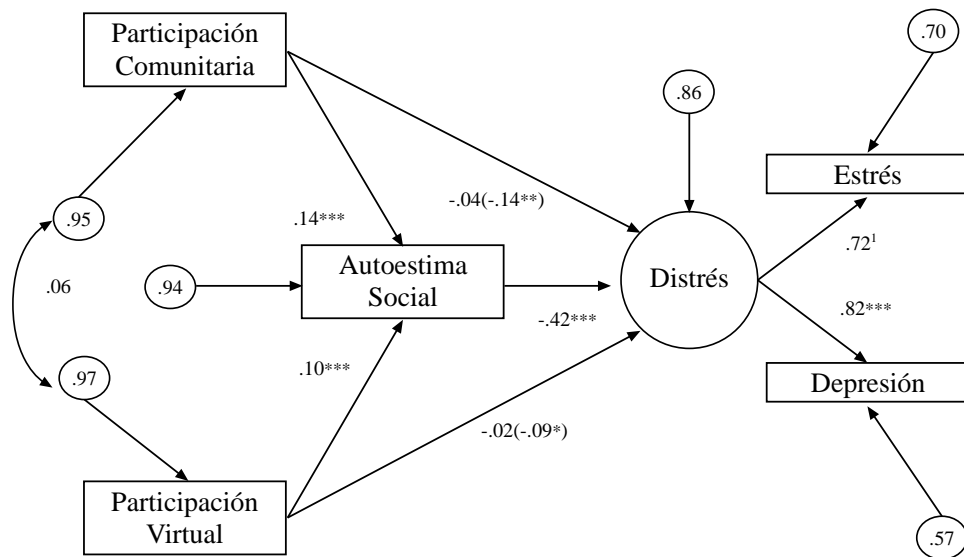 Participación
Comunitaria
.70
.86
Estrés
.95
-.04(-.14**)
.14***
.72¹
Autoestima
Social
Distrés
.06
.94
-.42***
.82***
.97
.10***
Depresión
-.02(-.09*)
Participación
Virtual
.57